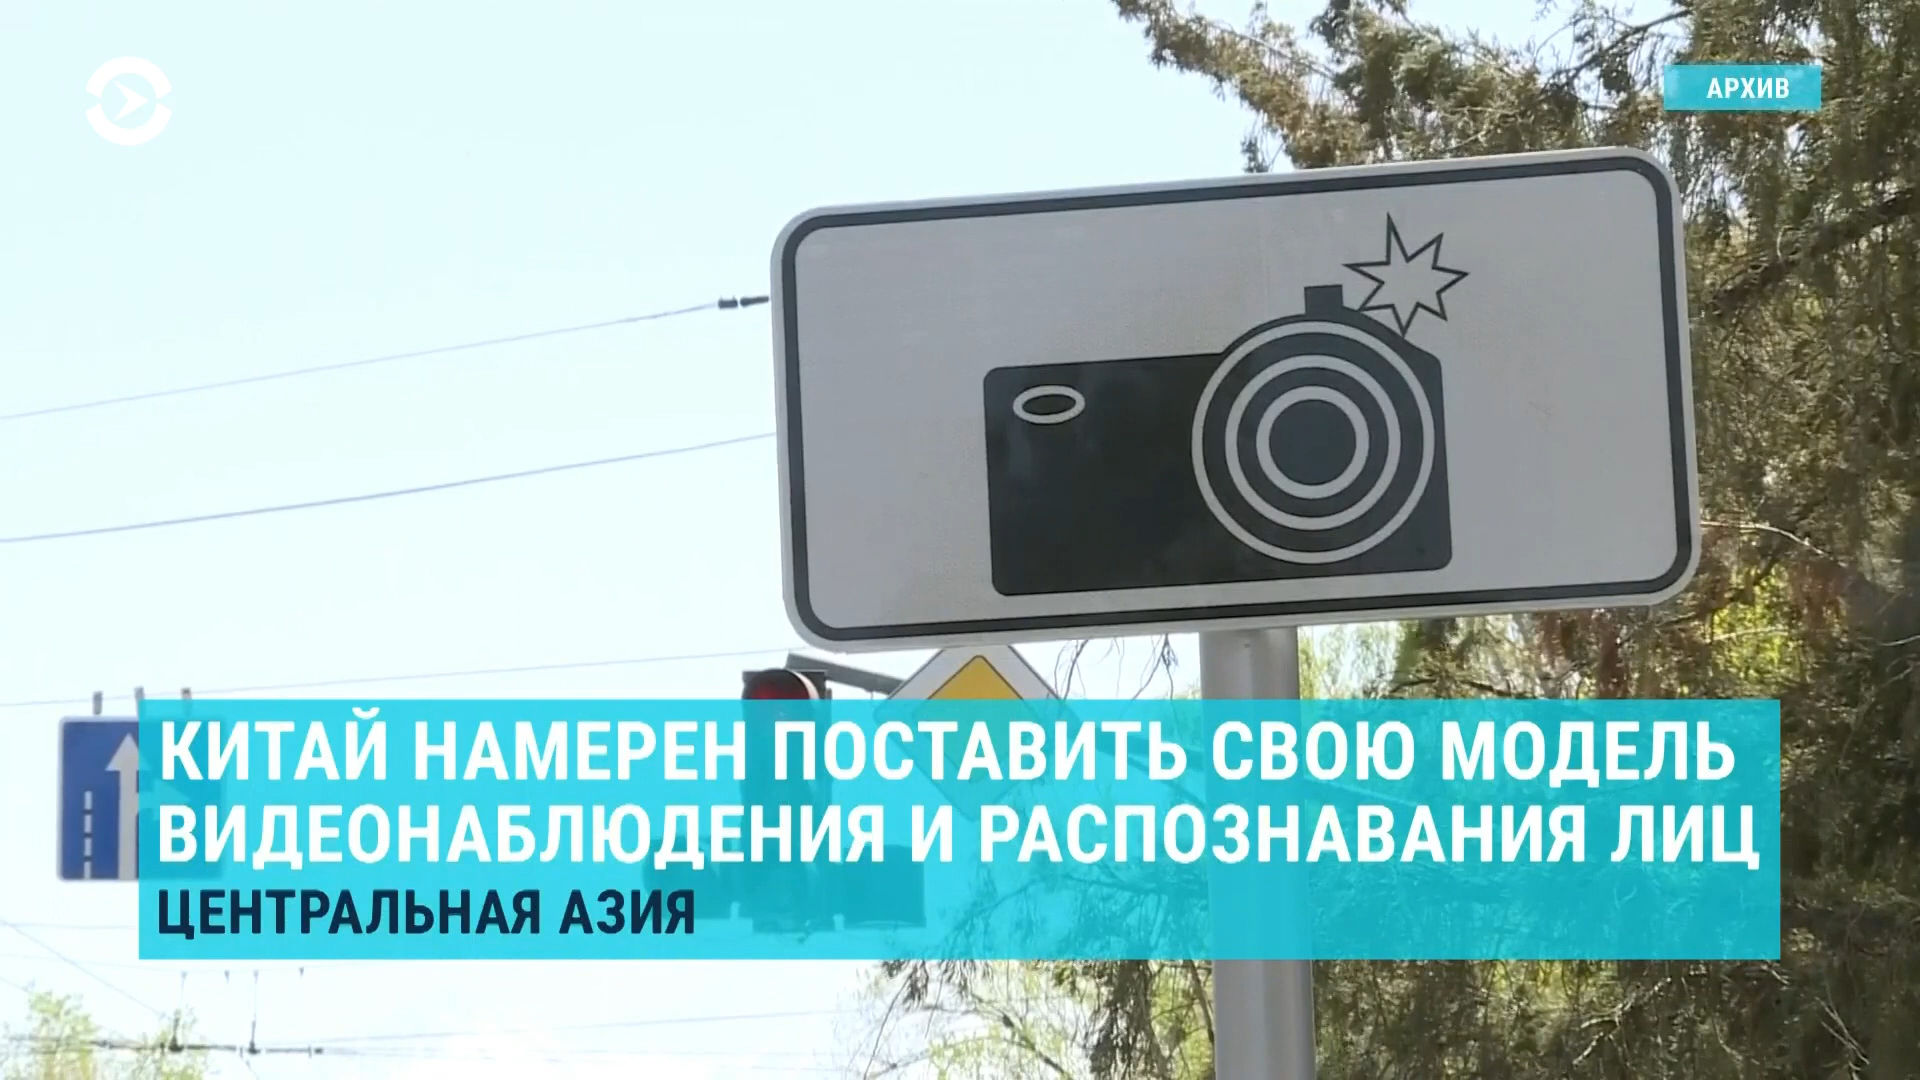 АРХИВ
КИТАЙ НАМЕРЕН ПОСТАВИТЬ СВОЮ МОДЕЛЬ
ВИДЕОНАБЛЮДЕНИЯ И РАСПОЗНАВАНИЯ ЛИЦ
ЦЕНТРАЛЬНАЯ АЗИЯ